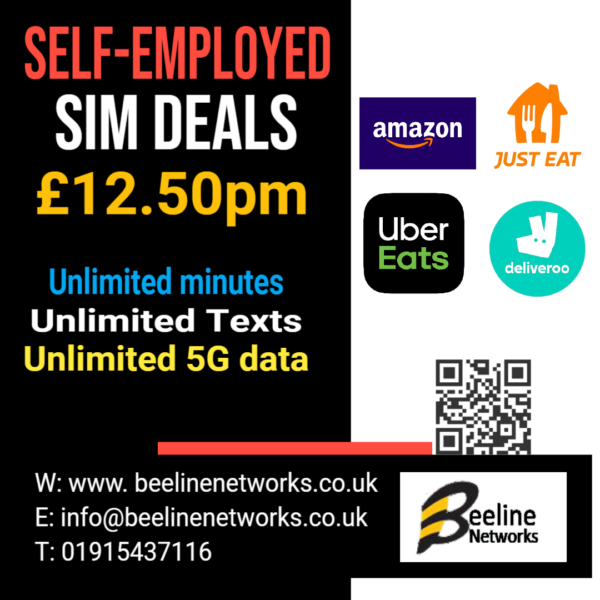 SELF-EMPLOYED
SIM DEALS
£12.50pm
Unlimited minutes
Unlimited Texts
Unlimited 5G data
amazon
JUST EAT
Uber
Eats
deliveroo
W: www. beelinenetworks.co.uk
E: info@beelinenetworks.co.uk
T: 01915437116
Beeline
Networks